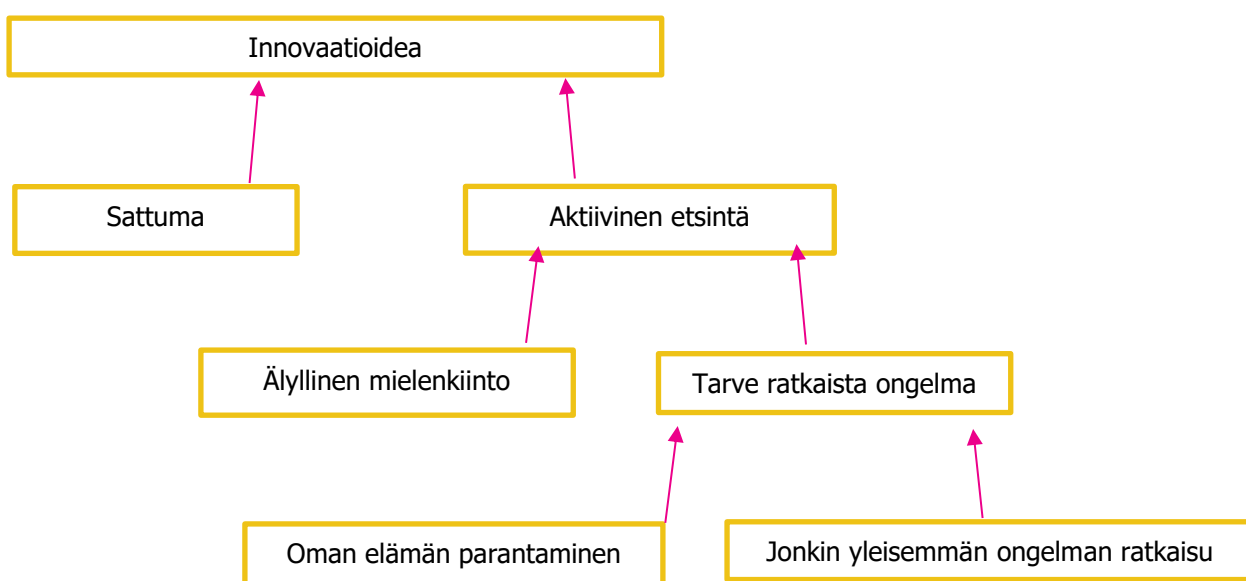 Innovaatioidea
Sattuma
Aktiivinen etsintä
Älyllinen mielenkiinto
Tarve ratkaista ongelma
Oman elämän parantaminen
Jonkin yleisemmän ongelman ratkaisu